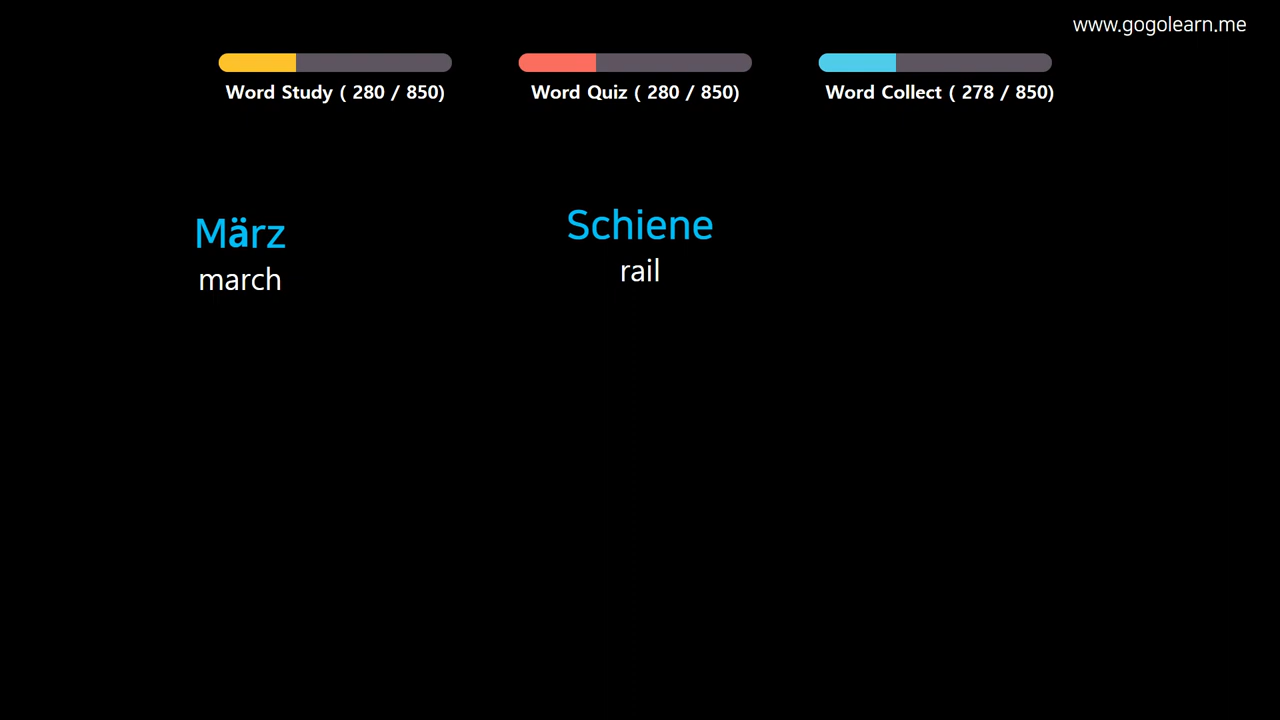 www.gogolearn.me
Word Study ( 280 / 850)
Word Quiz ( 280 / 850)
Word Collect ( 278 / 850)
März
march
Schiene
rail